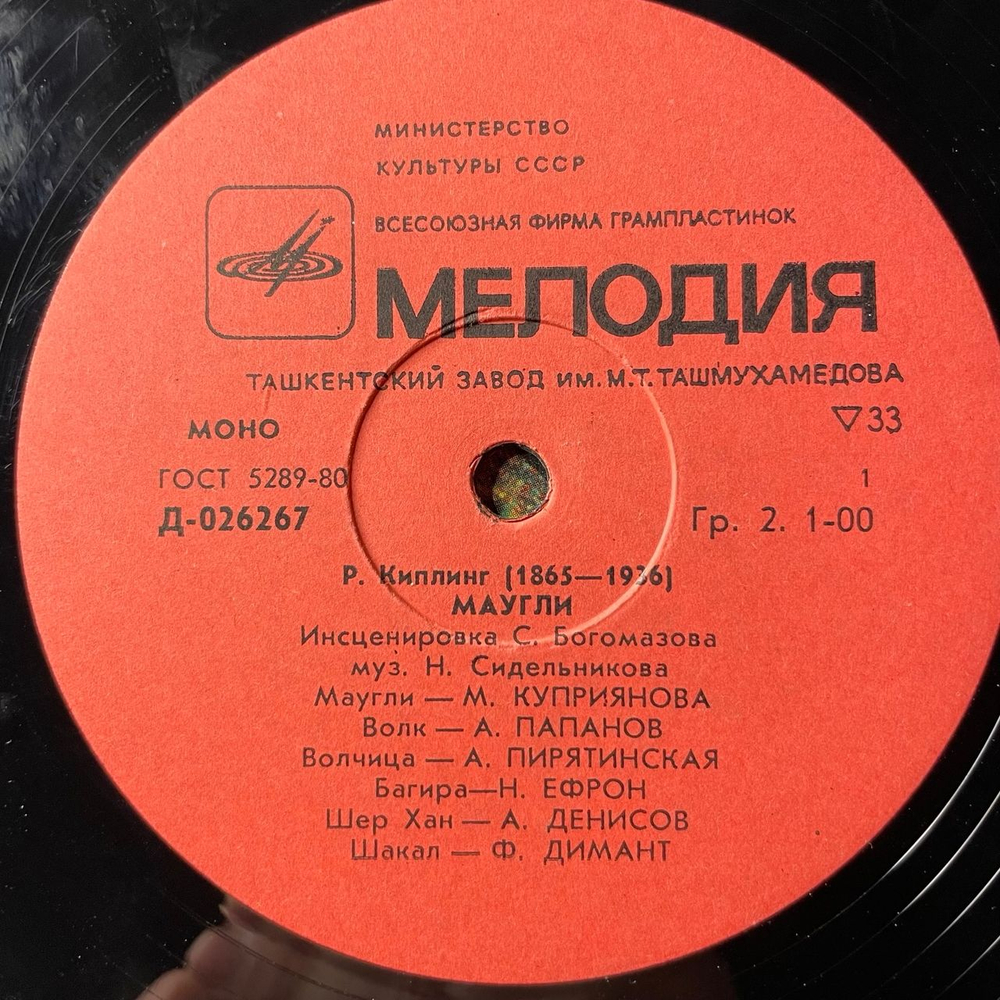 МИНИСТЕРСТВО
КУЛЬТУРЫ СССР
ВСЕСОЮЗНАЯ ФИРМА ГРАМПЛАСТИНОК
МЕЛОДИЯ
ТАШКЕНТСКИЙ ЗАВОД ИМ. М.Т. ТАШМУХАМЕДОВА
МОНО ▽33
ГОСТ 5289-80 1
Д-026267 Гр. 2. 1-00
Р. Киплинг (1865—1936)
МАУГЛИ
Инсценировка С. Богомазова
муз. Н. Сидельникова
Маугли — М. КУПРИЯНОВА
Волк — А. ПАПАНОВ
Волчица — А. ПИРЯТИНСКАЯ
Багира—Н. ЕФРОН
Шер Хан — А. ДЕНИСОВ
Шакал — Ф. ДИМАНТ